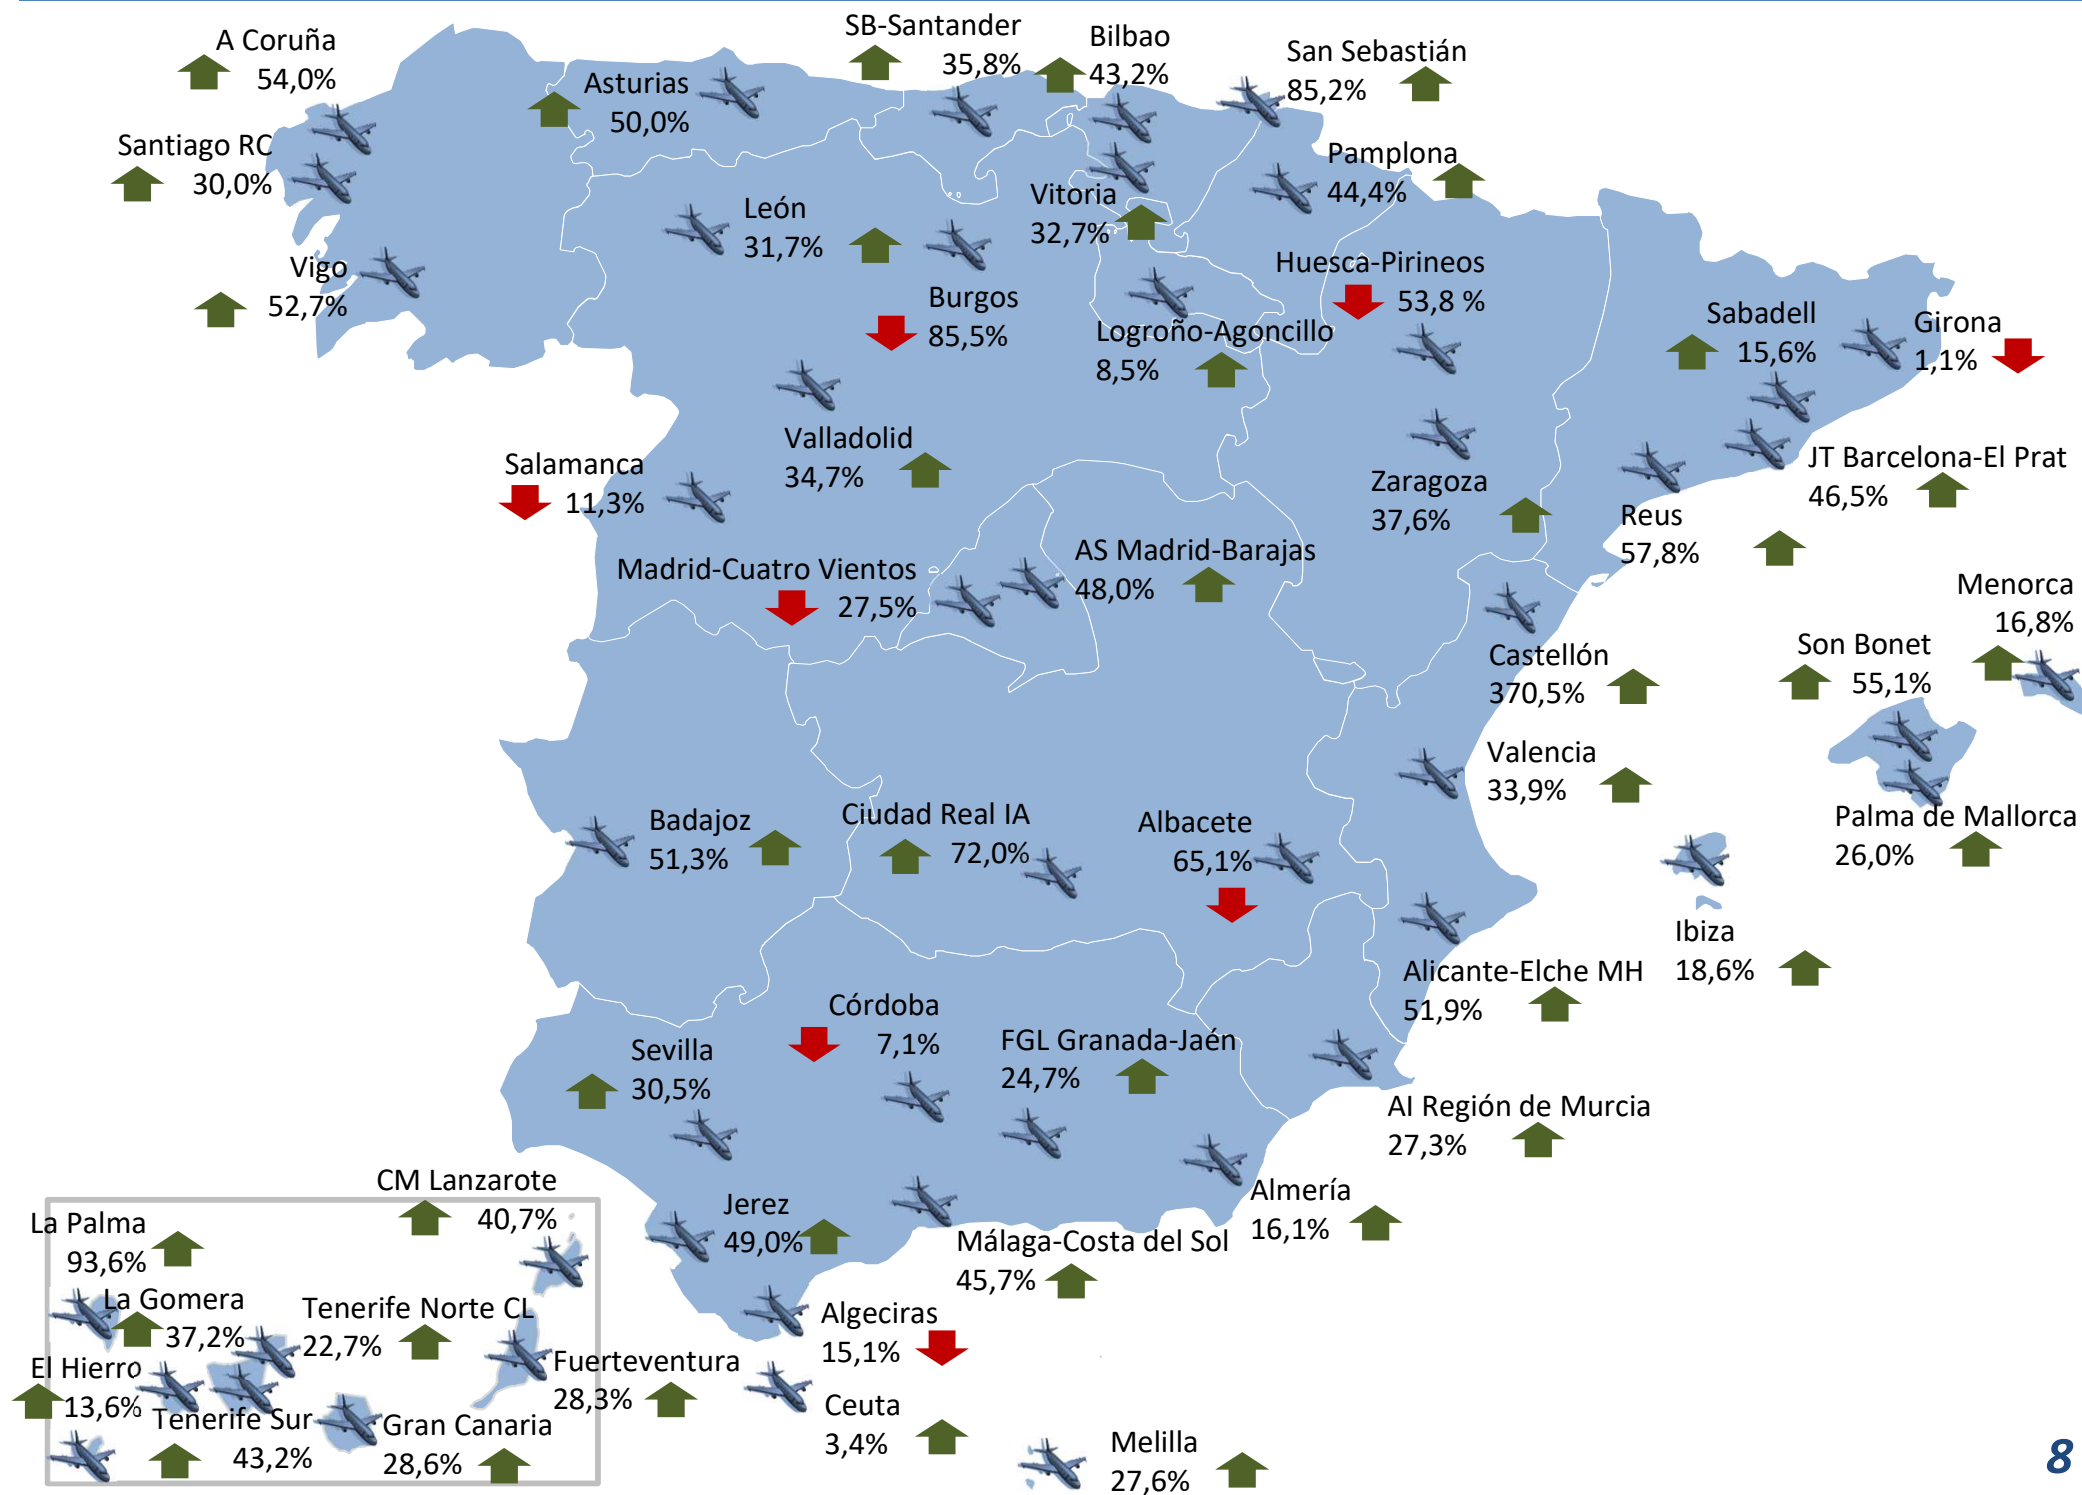 A Coruña
54,0%
SB-Santander
35,8%
Bilbao
43,2%
San Sebastián
85,2%
Asturias
50,0%
Santiago RC
30,0%
Pamplona
44,4%
Vitoria
32,7%
León
31,7%
Vigo
52,7%
Burgos
85,5%
Huesca-Pirineos
53,8 %
Logroño-Agoncillo
8,5%
Sabadell
15,6%
Girona
1,1%
Valladolid
34,7%
Salamanca
11,3%
Zaragoza
37,6%
JT Barcelona-El Prat
46,5%
Reus
57,8%
AS Madrid-Barajas
48,0%
Madrid-Cuatro Vientos
27,5%
Menorca
16,8%
Son Bonet
55,1%
Castellón
370,5%
Valencia
33,9%
Palma de Mallorca
26,0%
Badajoz
51,3%
Ciudad Real IA
72,0%
Albacete
65,1%
Ibiza
18,6%
Alicante-Elche MH
51,9%
Córdoba
7,1%
FGL Granada-Jaén
24,7%
Sevilla
30,5%
AI Región de Murcia
27,3%
Almería
16,1%
Jerez
49,0%
Málaga-Costa del Sol
45,7%
CM Lanzarote
40,7%
La Palma
93,6%
La Gomera
37,2%
Tenerife Norte CL
22,7%
El Hierro
13,6%
Tenerife Sur
43,2%
Gran Canaria
28,6%
Fuerteventura
28,3%
Algeciras
15,1%
Ceuta
3,4%
Melilla
27,6%
8